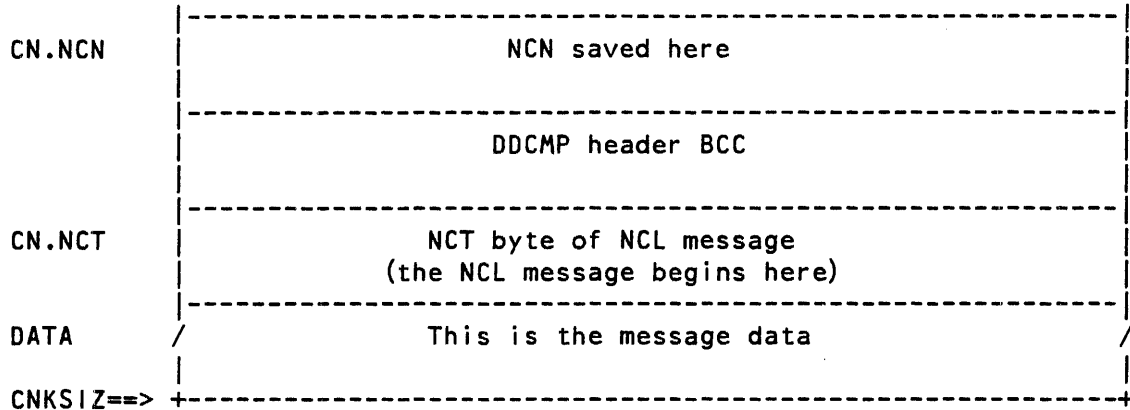 CN.NCN NCN saved here
DDCMP header BCC
CN.NCT NCT byte of NCL message
(the NCL message begins here)
DATA / This is the message data /
CNKSIZ==> +----------------------------------------------------------+